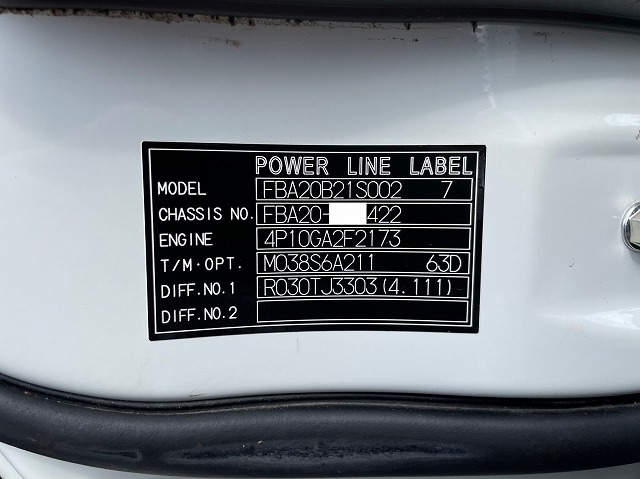 POWER LINE LABEL
MODEL FBA20B21S002 7
CHASSIS NO. FBA20- 422
ENGINE 4P10GA2F2173
T/M·OPT. M038S6A211 63D
DIFF.NO.1 R030TJ3303(4.111)
DIFF.NO.2